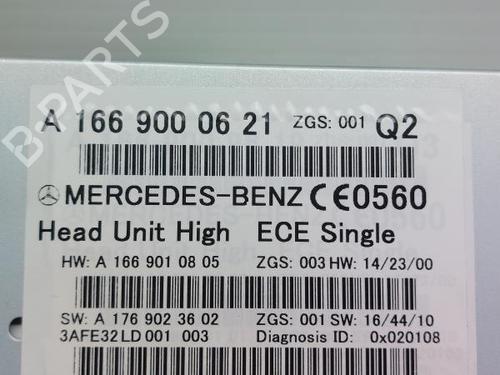 A 166 900 06 21 ZGS: 001 Q2
MERCEDES-BENZ CE0560
Head Unit High ECE Single
HW: A 166 901 08 05 ZGS: 003 HW: 14/23/00
SW: A 176 902 36 02 ZGS: 001 SW: 16/44/10
3AFE32LD 001 003 Diagnosis ID: 0x020108
B-PARTS